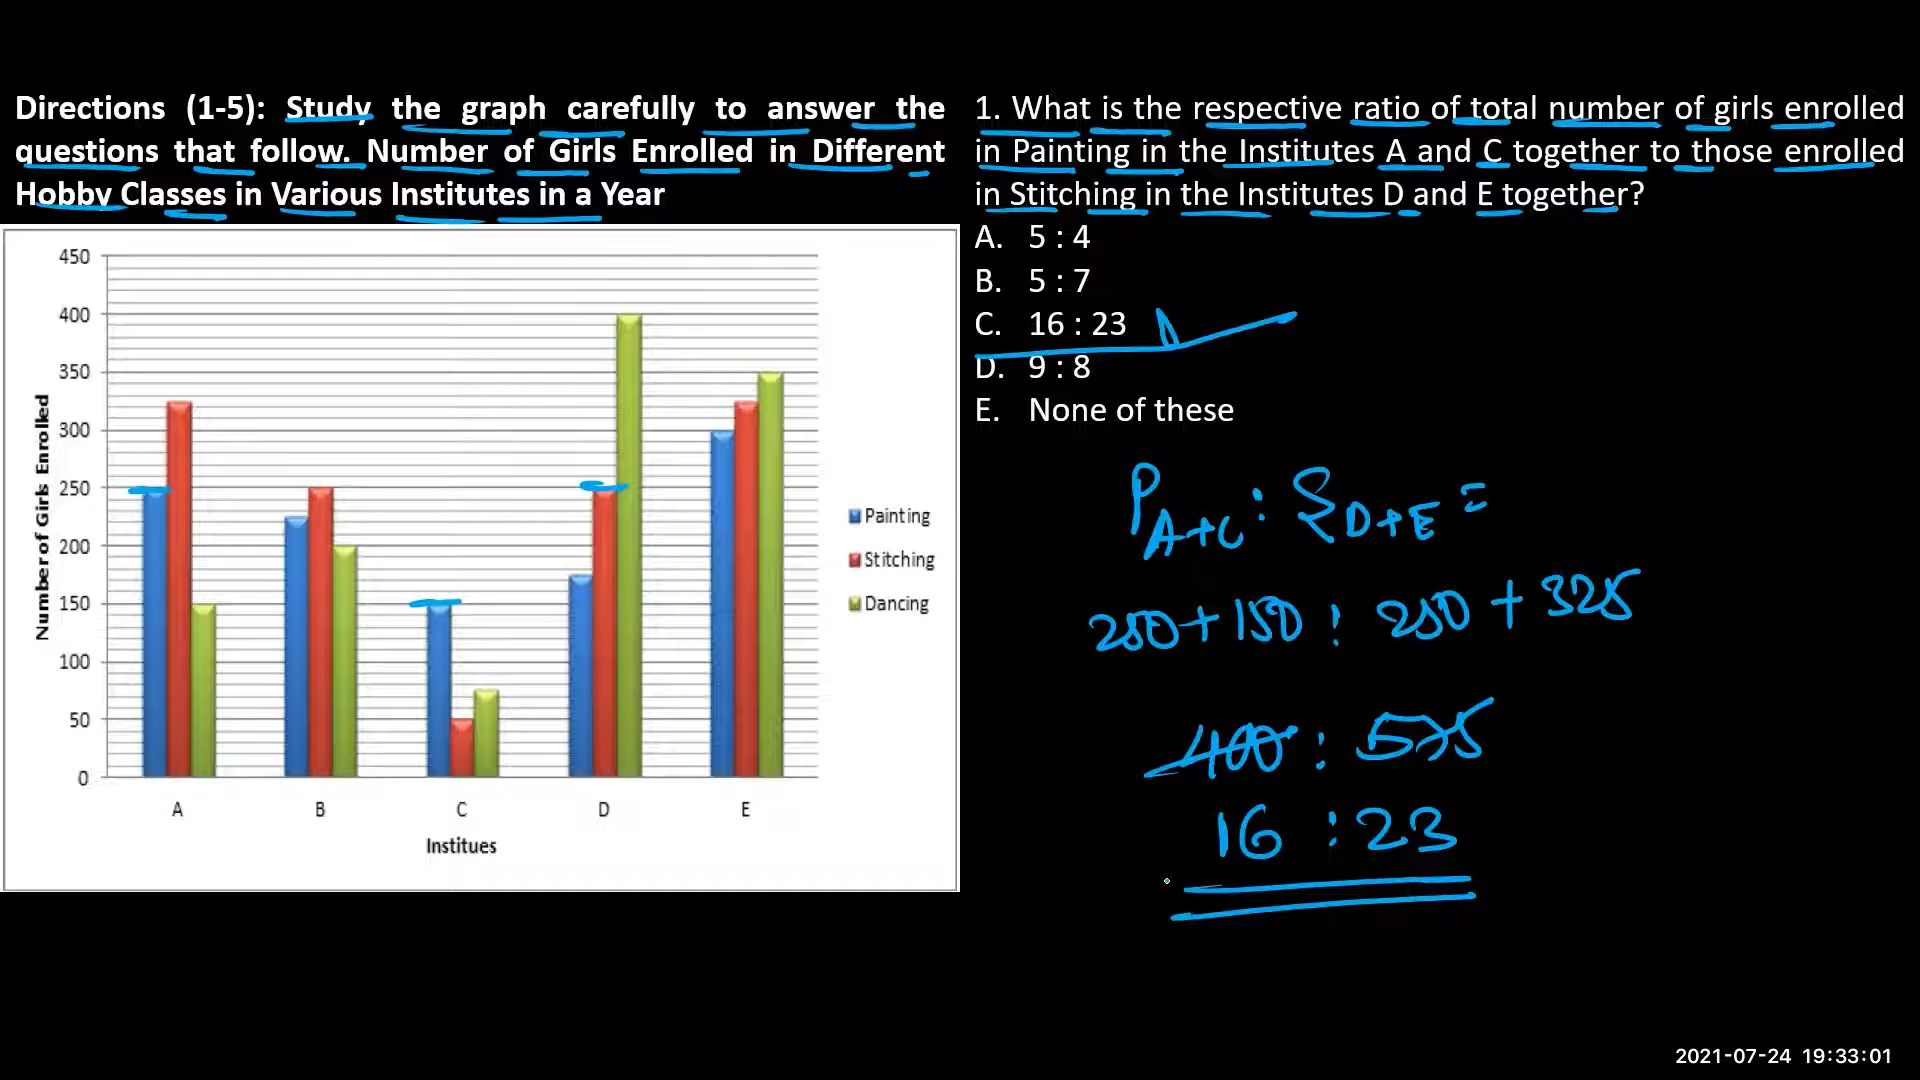 Directions (1-5): Study the graph carefully to answer the
questions that follow. Number of Girls Enrolled in Different
Hobby Classes in Various Institutes in a Year
450
400
350
300
250
200
150
100
50
0
Number of Girls Enrolled
A B C D E
Institues
Painting
Stitching
Dancing
1. What is the respective ratio of total number of girls enrolled
in Painting in the Institutes A and C together to those enrolled
in Stitching in the Institutes D and E together?
A. 5 : 4
B. 5 : 7
C. 16 : 23
D. 9 : 8
E. None of these
P A+C : S D+E =
250 + 150 : 250 + 325
400 : 575
16 : 23
2021-07-24 19:33:01